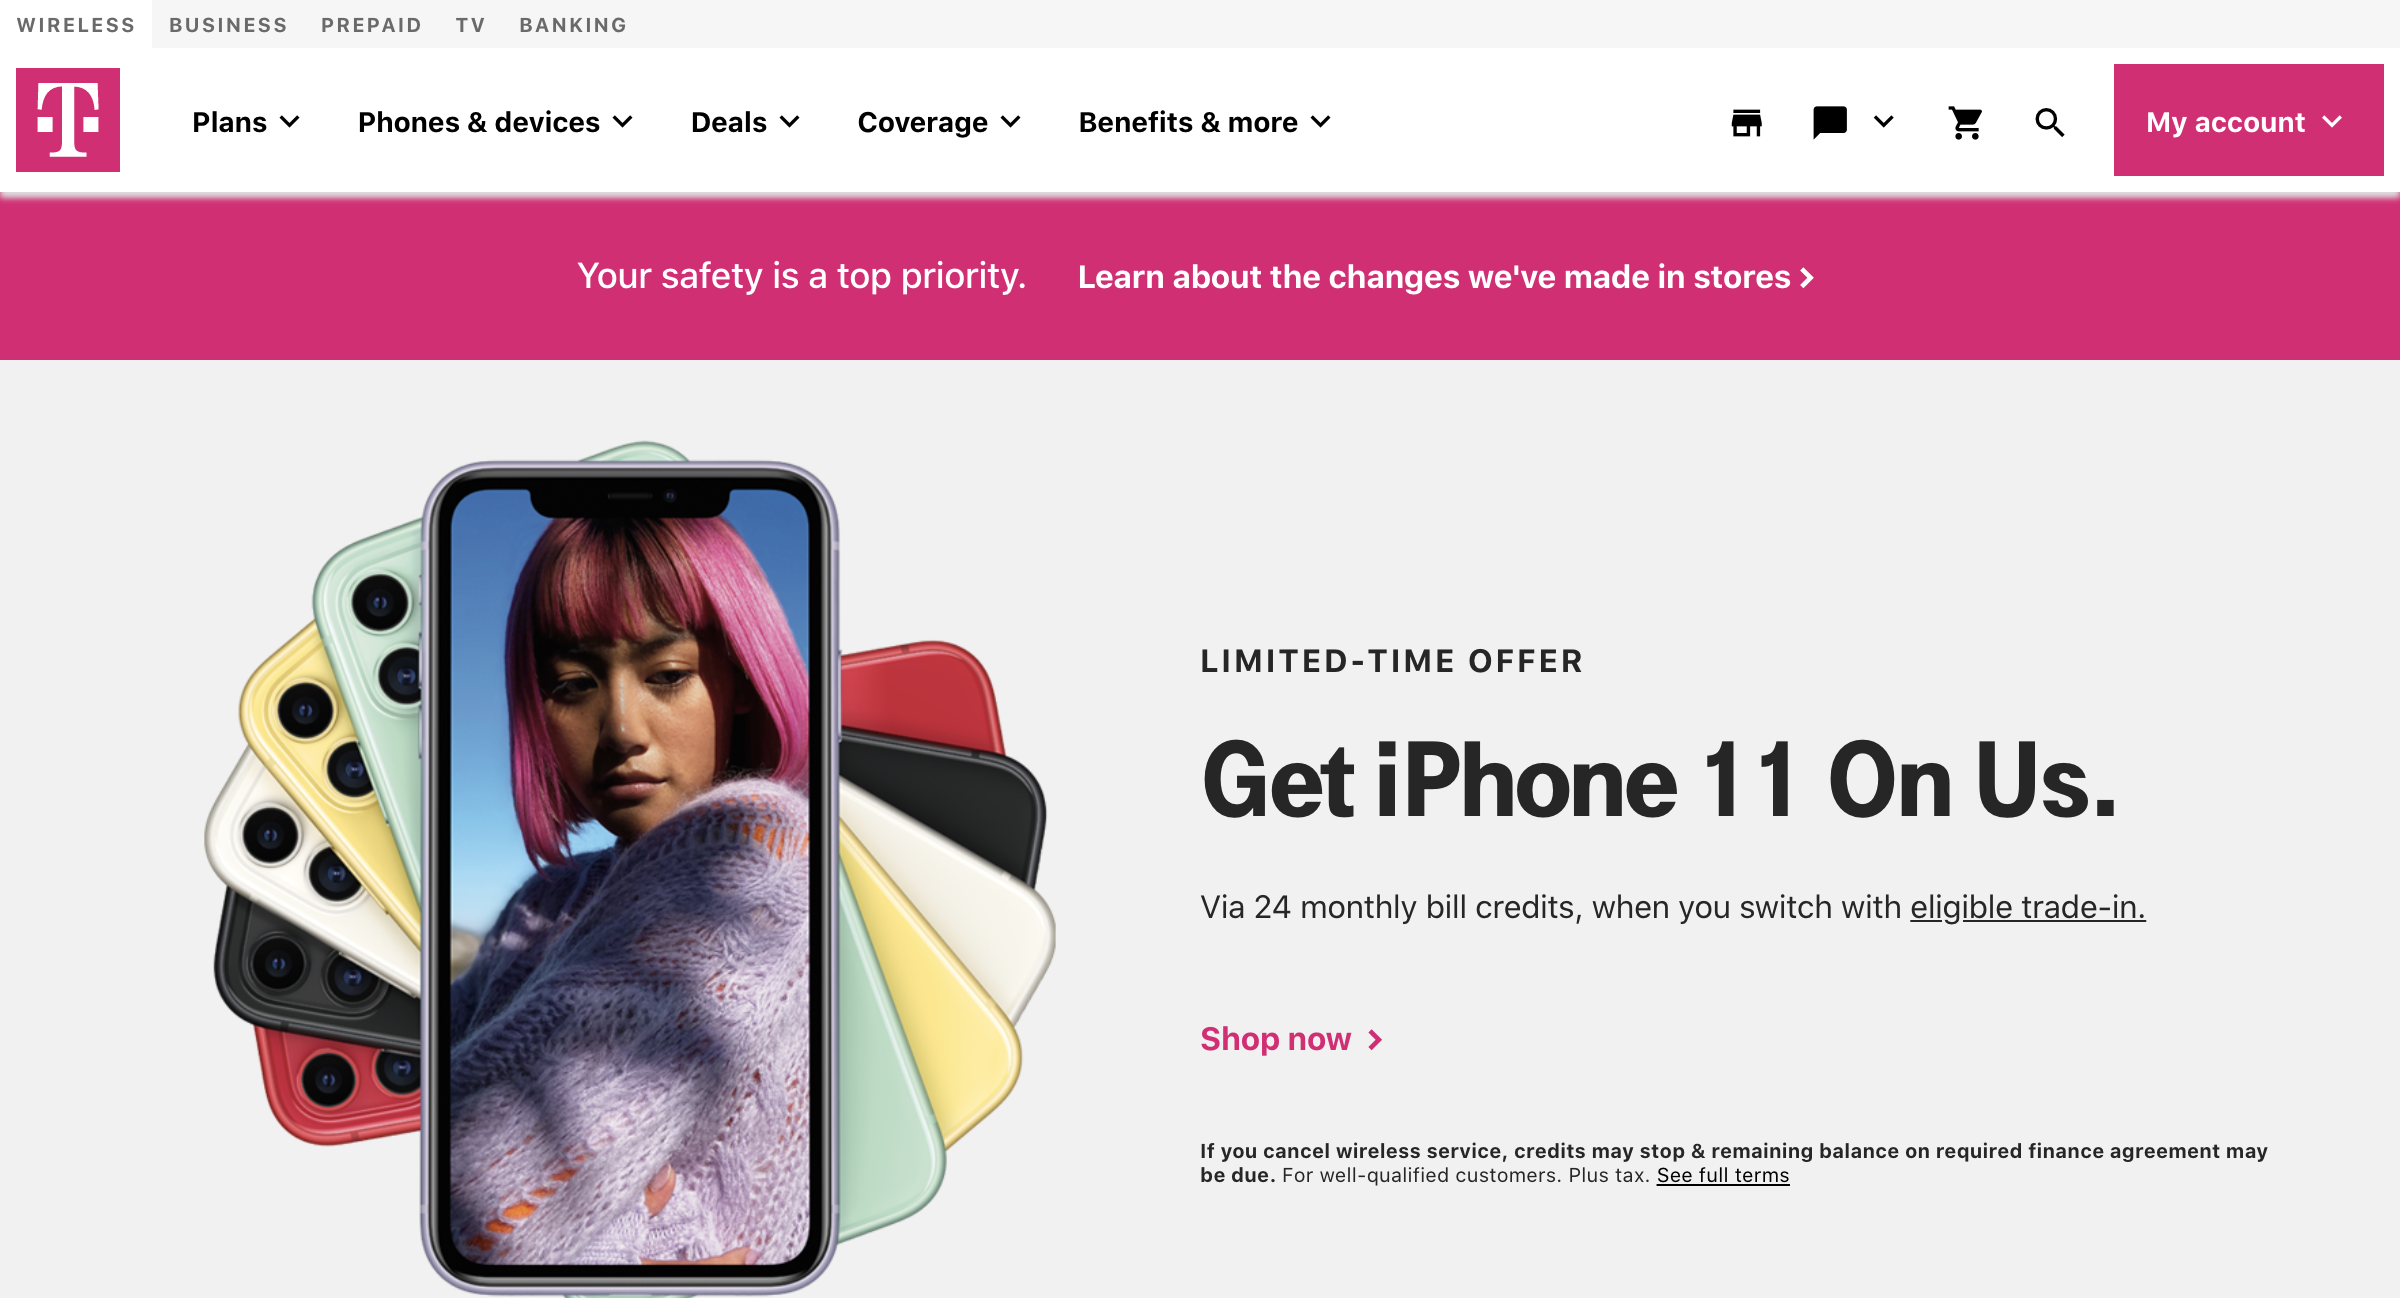 WIRELESS BUSINESS PREPAID TV BANKING
T Plans Phones & devices Deals Coverage Benefits & more My account
Your safety is a top priority. Learn about the changes we've made in stores
LIMITED-TIME OFFER
Get iPhone 11 On Us.
Via 24 monthly bill credits, when you switch with eligible trade-in.
Shop now
If you cancel wireless service, credits may stop & remaining balance on required finance agreement may
be due. For well-qualified customers. Plus tax. See full terms